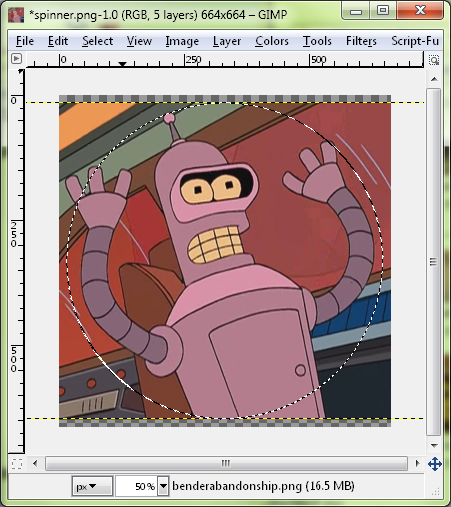 *spinner.png-1.0 (RGB, 5 layers) 664x664 – GIMP
File Edit Select View Image Layer Colors Tools Filters Script-Fu
0 250 500
0
250
500
px 50% benderabandonship.png (16.5 MB)